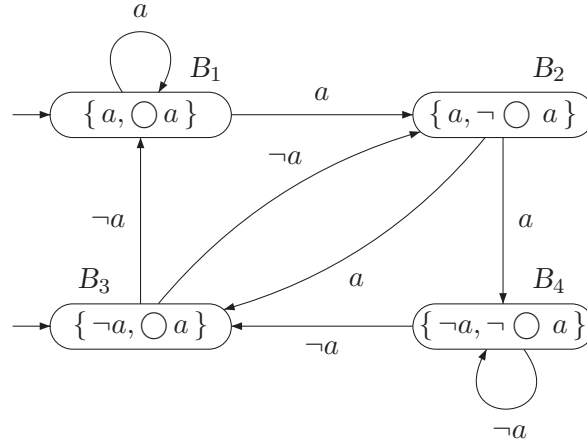 a
B₁ B₂
{ a, ◯ a } a { a, ¬ ◯ a }
¬a
¬a a
a
B₃ B₄
{ ¬a, ◯ a } { ¬a, ¬ ◯ a }
¬a
¬a